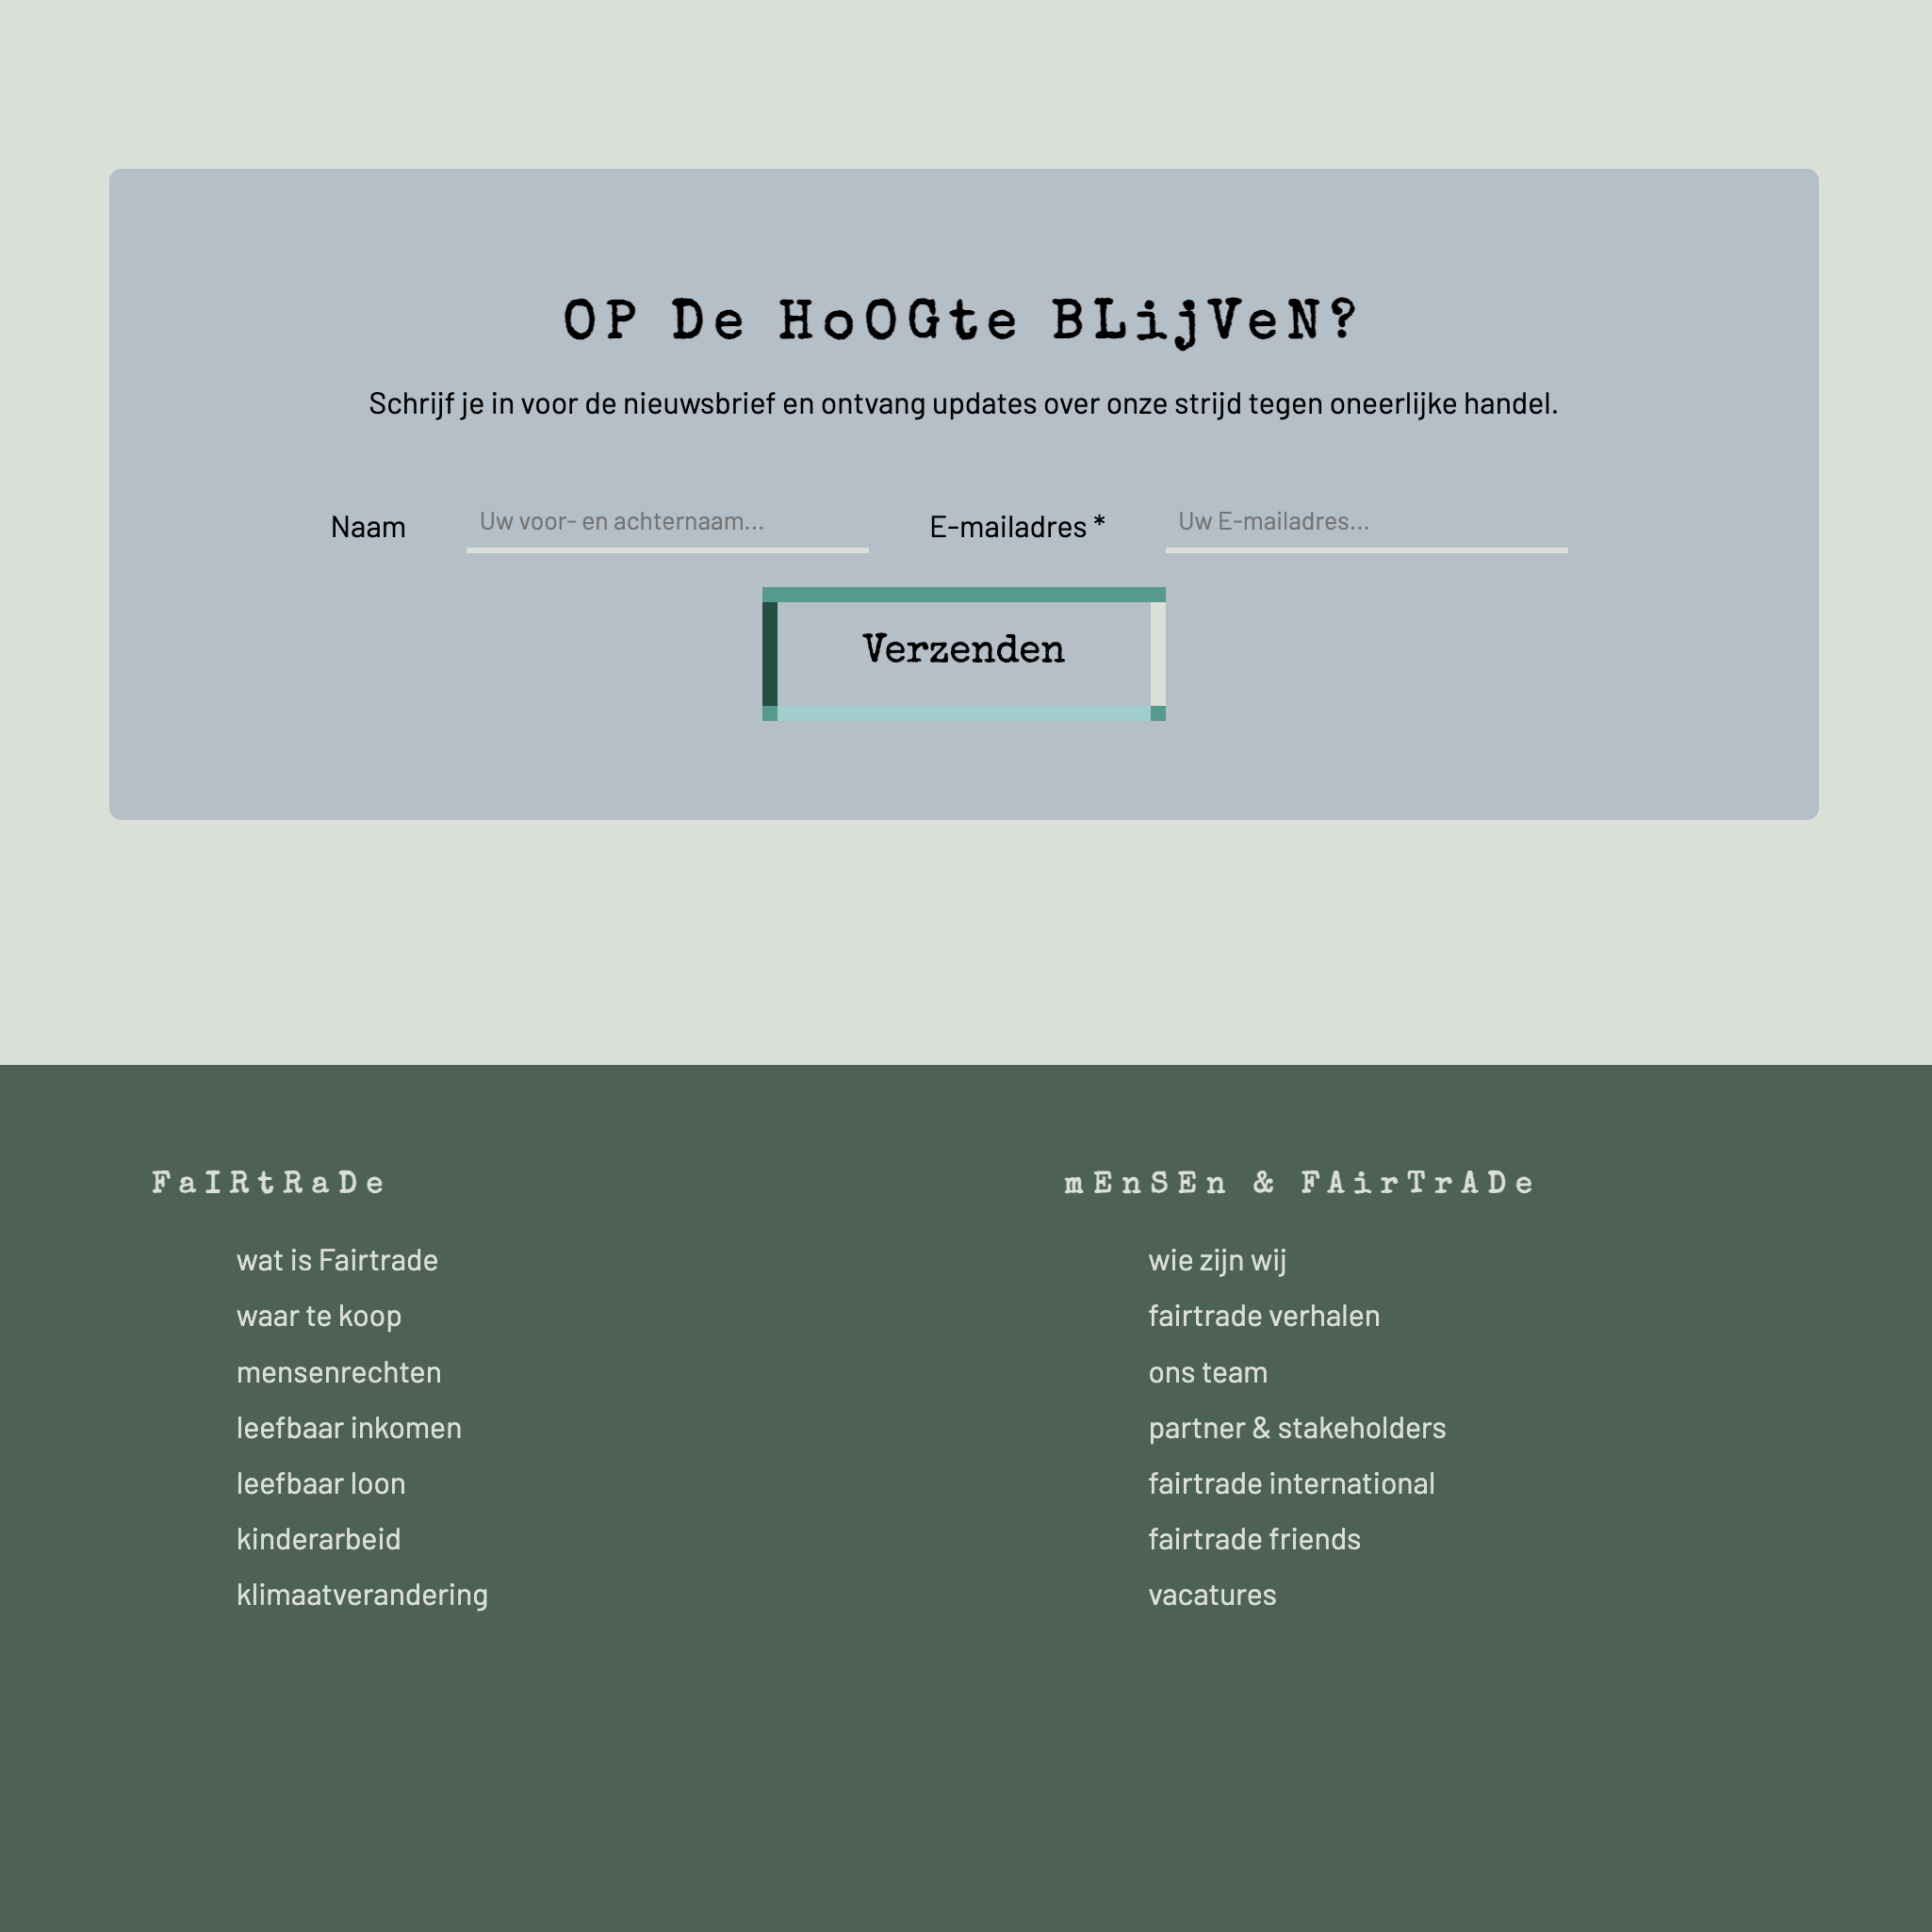 OP De HoOGte BLijVeN?
Schrijf je in voor de nieuwsbrief en ontvang updates over onze strijd tegen oneerlijke handel.
Naam Uw voor- en achternaam... E-mailadres * Uw E-mailadres...
Verzenden
FaIRtRaDe
wat is Fairtrade
waar te koop
mensenrechten
leefbaar inkomen
leefbaar loon
kinderarbeid
klimaatverandering
mEnSEn & FAirTrADe
wie zijn wij
fairtrade verhalen
ons team
partner & stakeholders
fairtrade international
fairtrade friends
vacatures